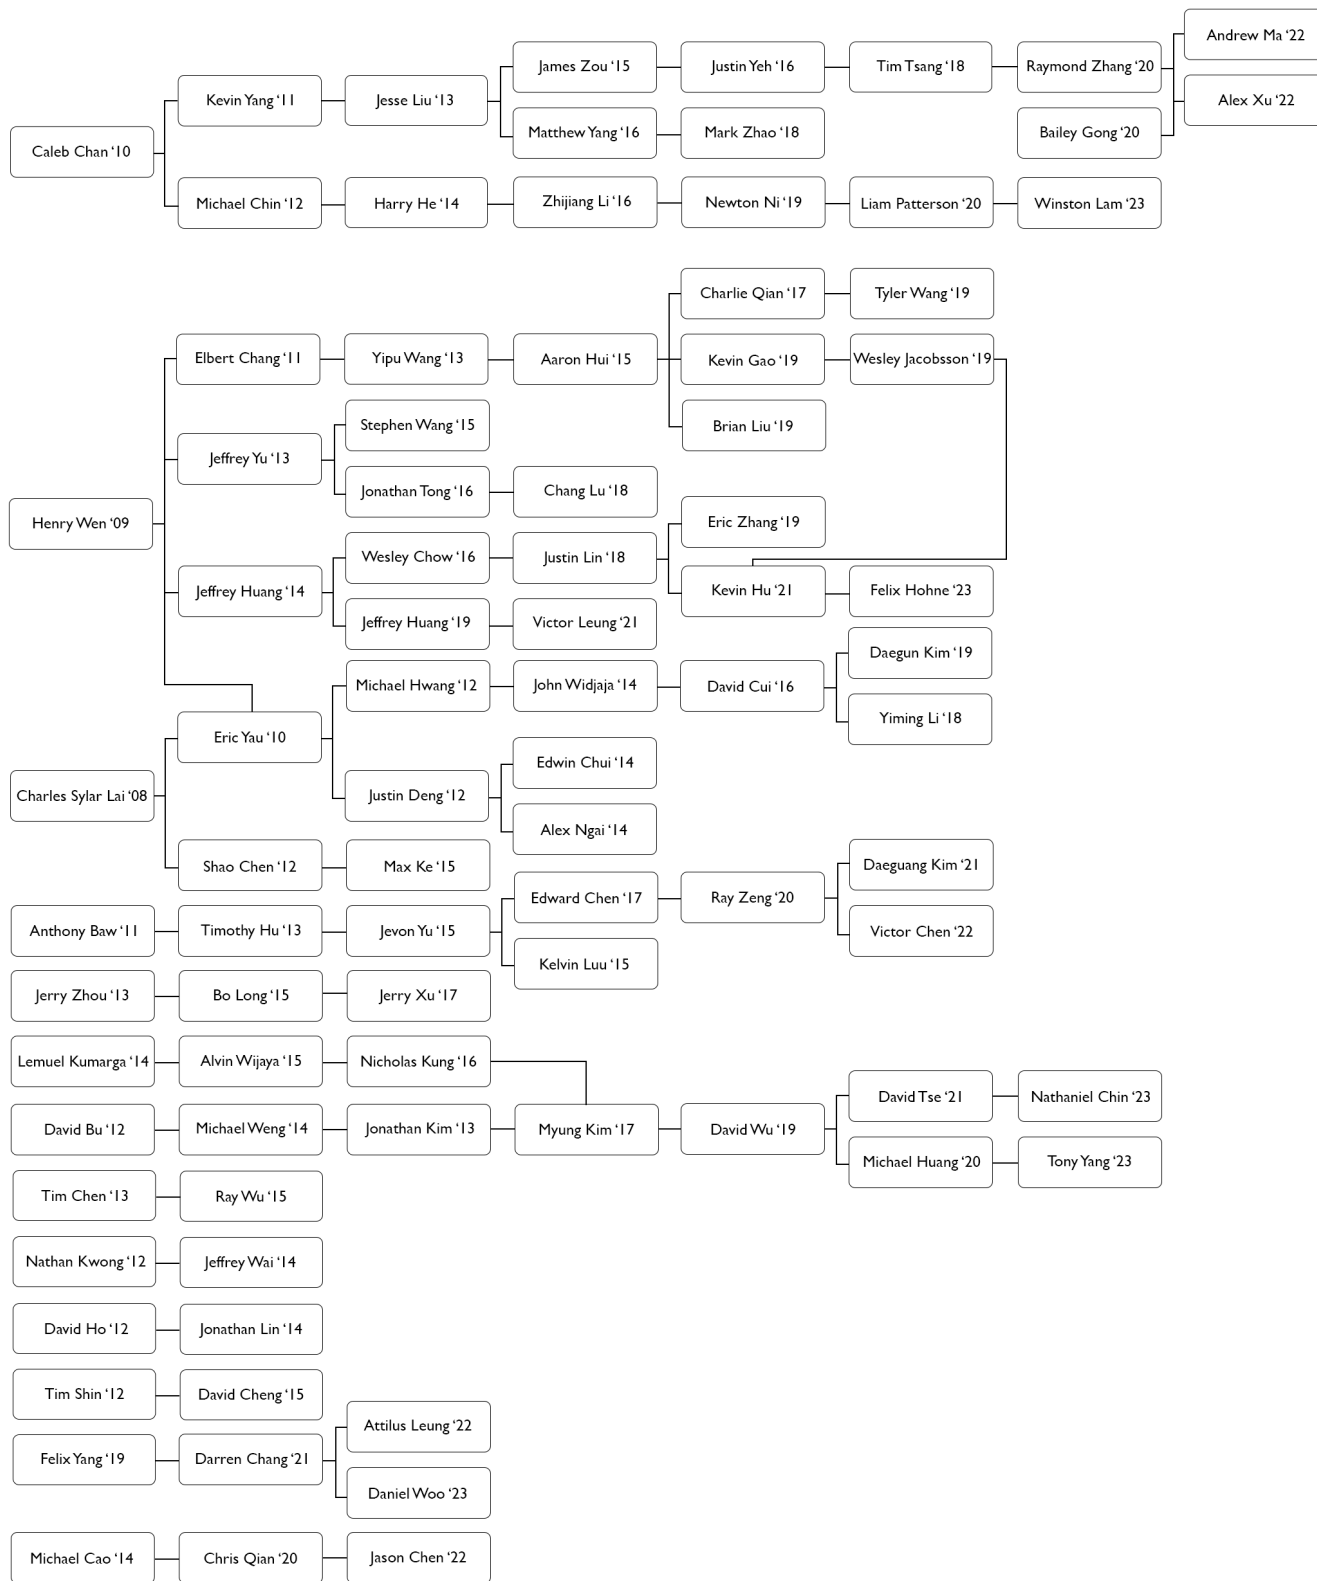 Andrew Ma ‘22
James Zou ‘15
Justin Yeh ‘16
Tim Tsang ‘18
Raymond Zhang ‘20
Kevin Yang ‘11
Jesse Liu ‘13
Alex Xu ‘22
Matthew Yang ‘16
Mark Zhao ‘18
Bailey Gong ‘20
Caleb Chan ‘10
Michael Chin ‘12
Harry He ‘14
Zhijiang Li ‘16
Newton Ni ‘19
Liam Patterson ‘20
Winston Lam ‘23
Charlie Qian ‘17
Tyler Wang ‘19
Elbert Chang ‘11
Yipu Wang ‘13
Aaron Hui ‘15
Kevin Gao ‘19
Wesley Jacobsson ‘19
Stephen Wang ‘15
Brian Liu ‘19
Jeffrey Yu ‘13
Jonathan Tong ‘16
Chang Lu ‘18
Henry Wen ‘09
Eric Zhang ‘19
Wesley Chow ‘16
Justin Lin ‘18
Jeffrey Huang ‘14
Kevin Hu ‘21
Felix Hohne ‘23
Jeffrey Huang ‘19
Victor Leung ‘21
Daegun Kim ‘19
Michael Hwang ‘12
John Widjaja ‘14
David Cui ‘16
Yiming Li ‘18
Eric Yau ‘10
Edwin Chui ‘14
Charles Sylar Lai ‘08
Justin Deng ‘12
Alex Ngai ‘14
Shao Chen ‘12
Max Ke ‘15
Daeguang Kim ‘21
Edward Chen ‘17
Ray Zeng ‘20
Anthony Baw ‘11
Timothy Hu ‘13
Jevon Yu ‘15
Victor Chen ‘22
Kelvin Luu ‘15
Jerry Zhou ‘13
Bo Long ‘15
Jerry Xu ‘17
Lemuel Kumarga ‘14
Alvin Wijaya ‘15
Nicholas Kung ‘16
David Tse ‘21
Nathaniel Chin ‘23
David Bu ‘12
Michael Weng ‘14
Jonathan Kim ‘13
Myung Kim ‘17
David Wu ‘19
Michael Huang ‘20
Tony Yang ‘23
Tim Chen ‘13
Ray Wu ‘15
Nathan Kwong ‘12
Jeffrey Wai ‘14
David Ho ‘12
Jonathan Lin ‘14
Tim Shin ‘12
David Cheng ‘15
Attilus Leung ‘22
Felix Yang ‘19
Darren Chang ‘21
Daniel Woo ‘23
Michael Cao ‘14
Chris Qian ‘20
Jason Chen ‘22